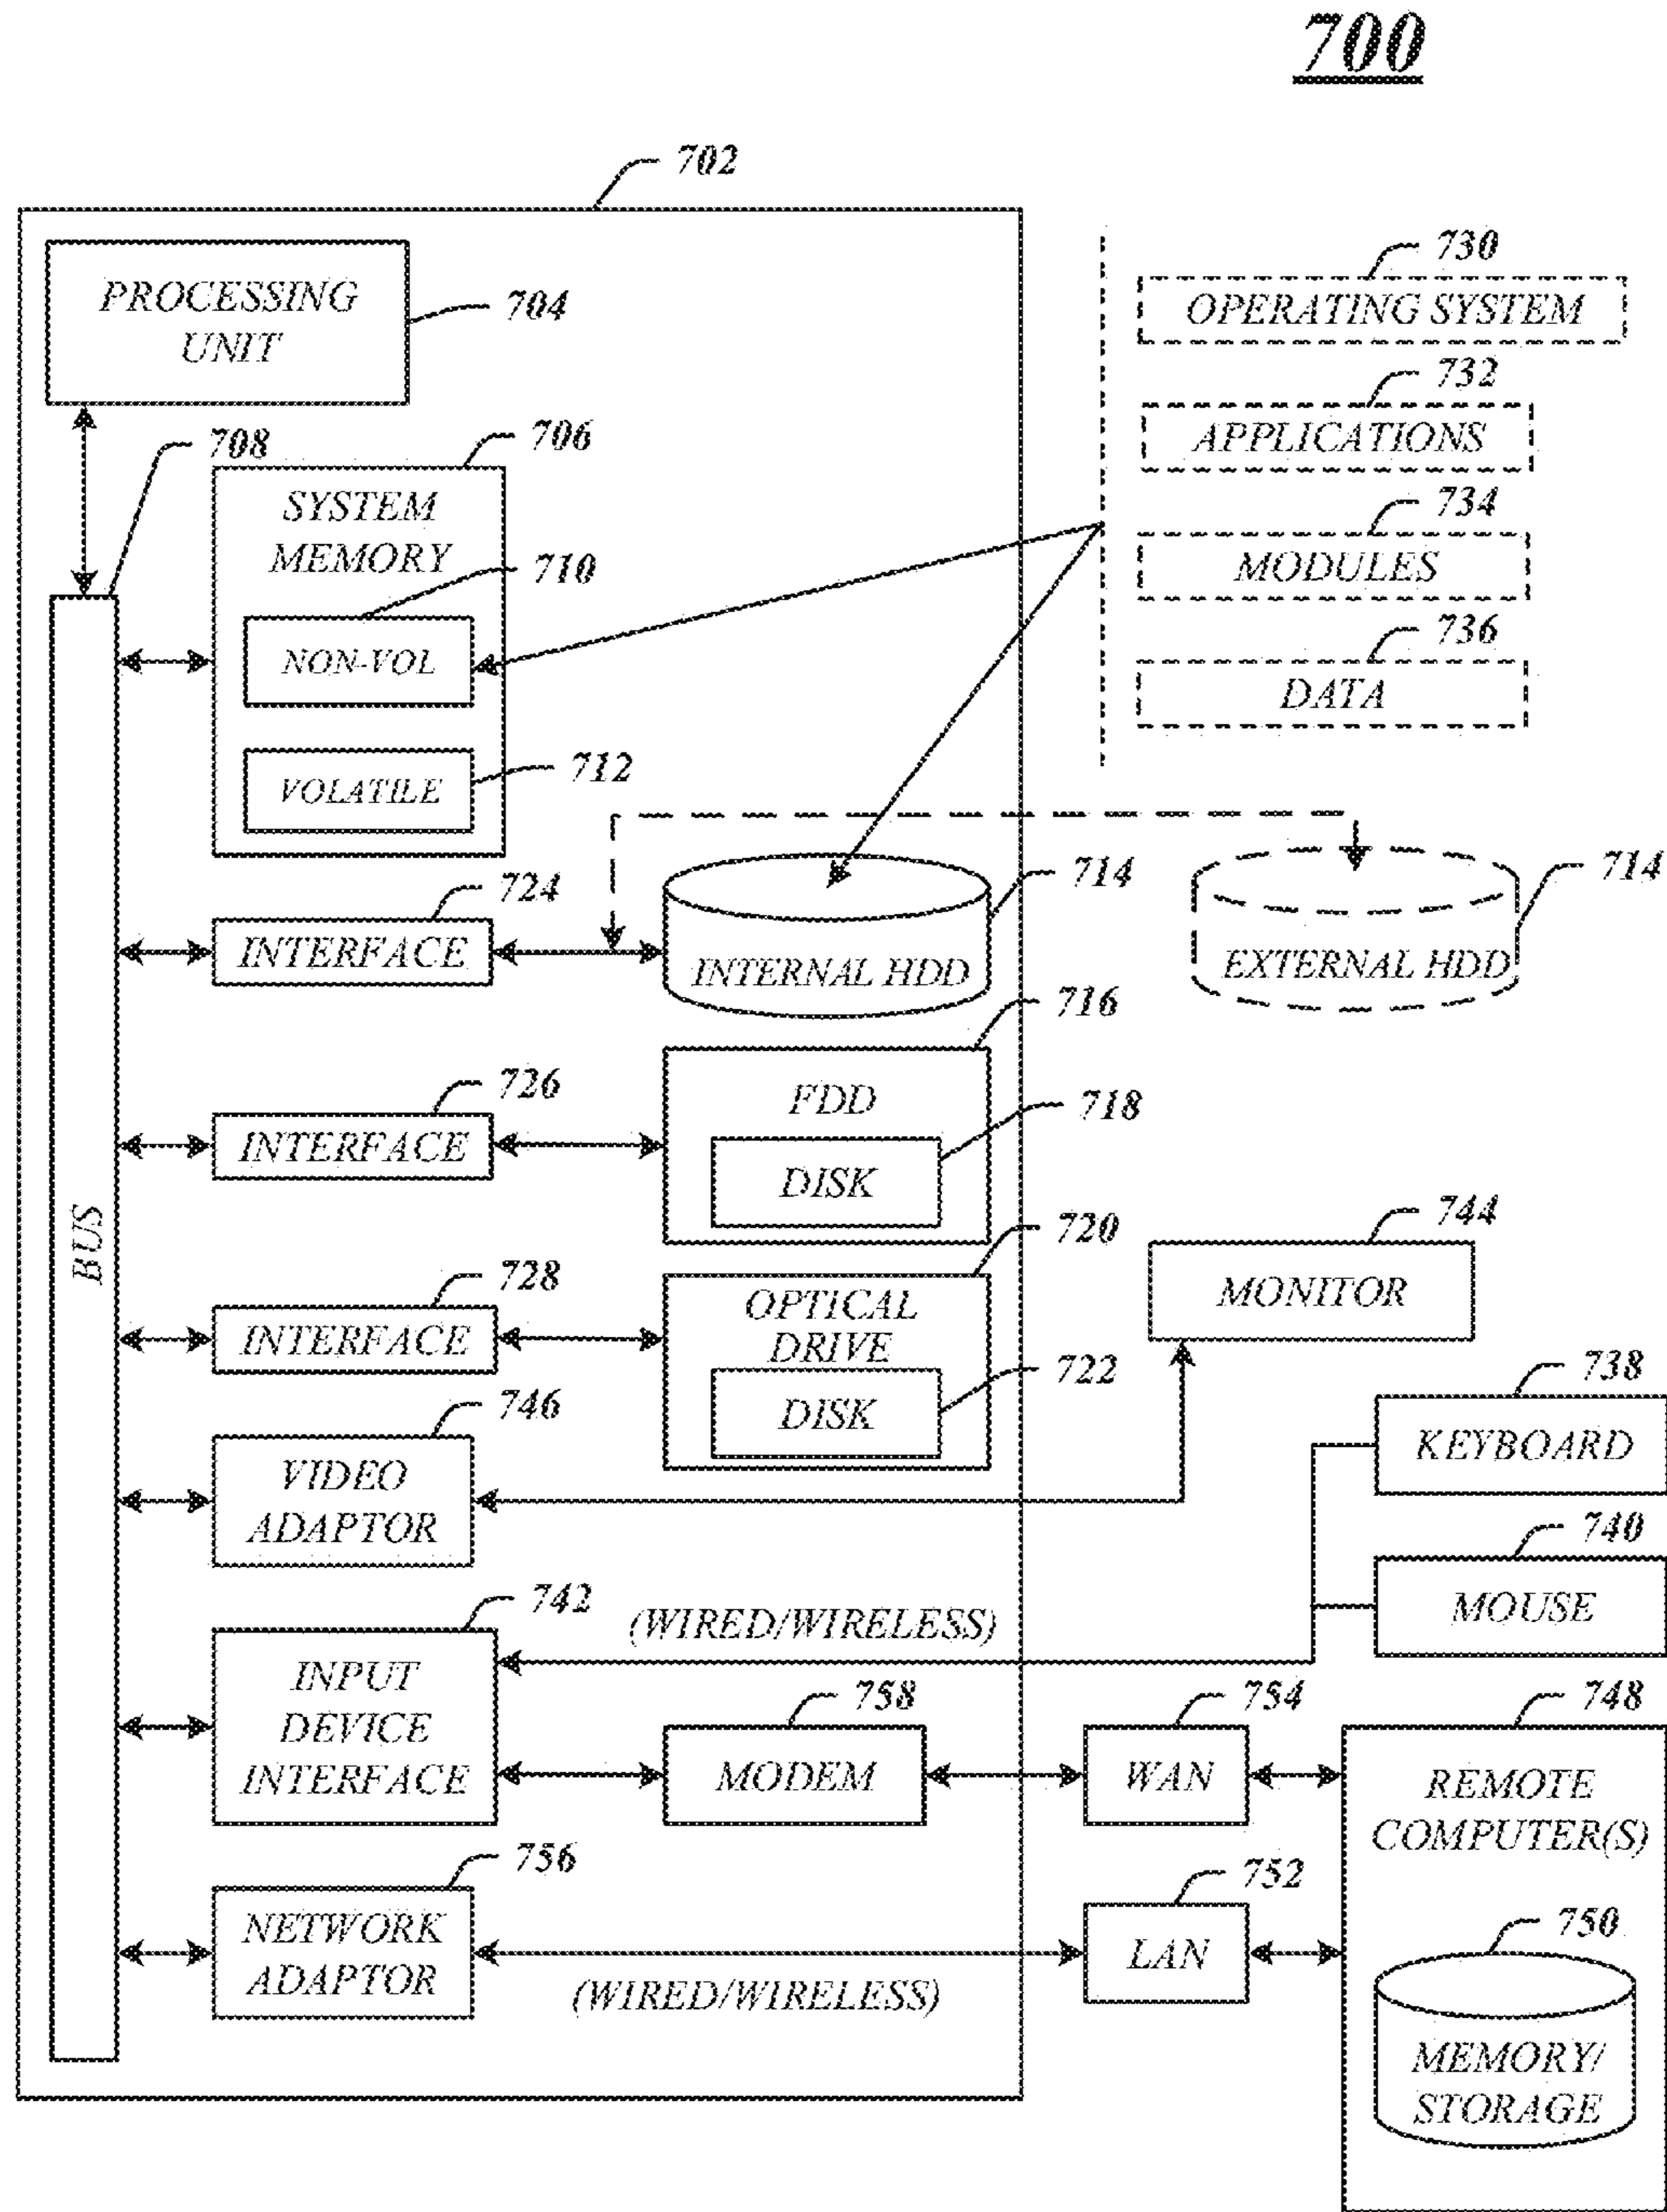 700
702
PROCESSING
UNIT
704
730
OPERATING SYSTEM
732
APPLICATIONS
734
MODULES
736
DATA
708
706
SYSTEM
MEMORY
710
NON-VOL
712
VOLATILE
724
INTERFACE
714
INTERNAL HDD
714
EXTERNAL HDD
716
FDD
718
DISK
726
INTERFACE
BUS
720
OPTICAL
DRIVE
722
DISK
728
INTERFACE
744
MONITOR
746
VIDEO
ADAPTOR
738
KEYBOARD
740
MOUSE
742
INPUT
DEVICE
INTERFACE
(WIRED/WIRELESS)
758
MODEM
754
WAN
748
REMOTE
COMPUTER(S)
756
NETWORK
ADAPTOR
(WIRED/WIRELESS)
752
LAN
750
MEMORY/
STORAGE